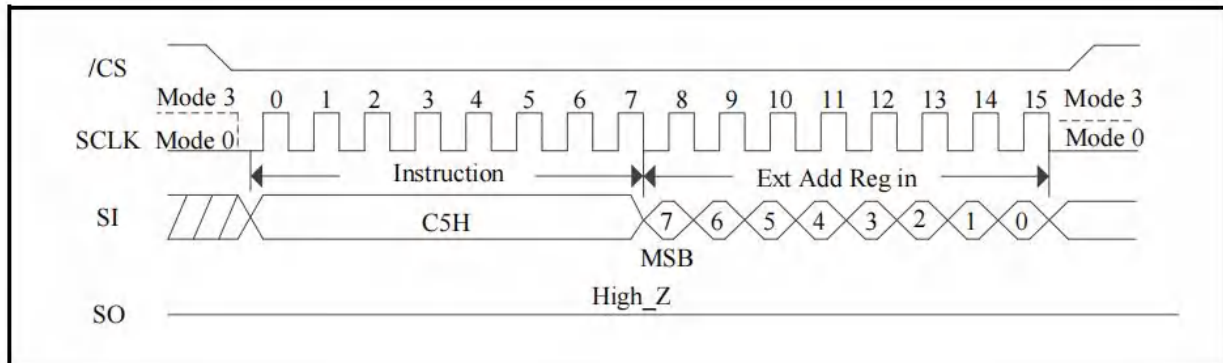 /CS
Mode 3 0 1 2 3 4 5 6 7 8 9 10 11 12 13 14 15 Mode 3
SCLK Mode 0 Mode 0
Instruction Ext Add Reg in
SI C5H 7 6 5 4 3 2 1 0
MSB
High_Z
SO